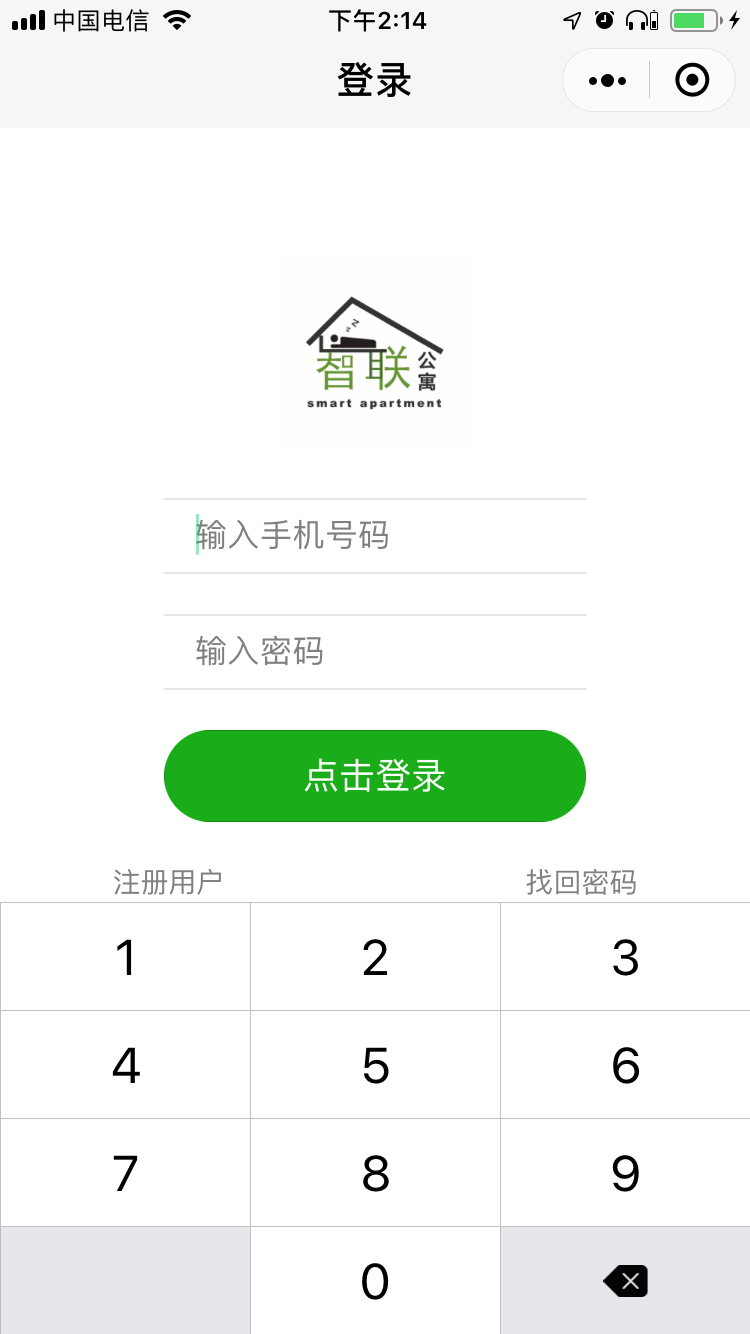 中国电信 下午2:14
登录
智联公寓
smart apartment
输入手机号码
输入密码
点击登录
注册用户 找回密码
1 2 3
4 5 6
7 8 9
0